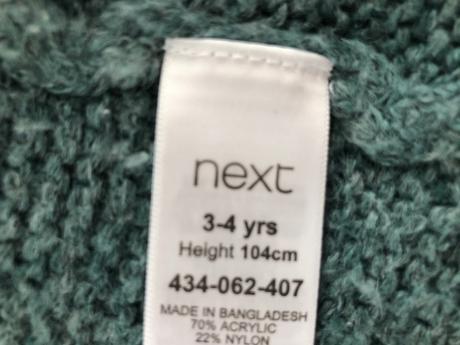 next
3-4 yrs
Height 104cm
434-062-407
MADE IN BANGLADESH
70% ACRYLIC
22% NYLON